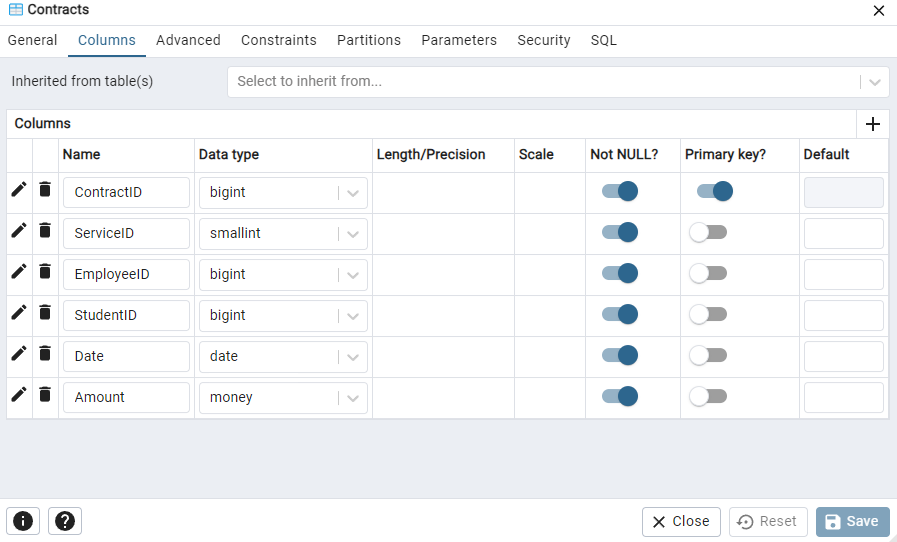 Contracts
General Columns Advanced Constraints Partitions Parameters Security SQL
Inherited from table(s) Select to inherit from...
Columns
Name Data type Length/Precision Scale Not NULL? Primary key? Default
ContractID bigint
ServiceID smallint
EmployeeID bigint
StudentID bigint
Date date
Amount money
Close Reset Save